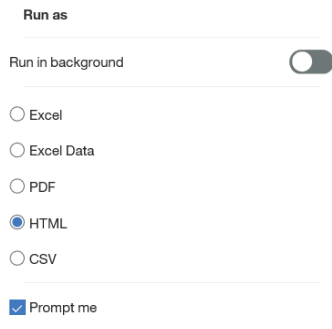 Run as
Run in background
Excel
Excel Data
PDF
HTML
CSV
Prompt me